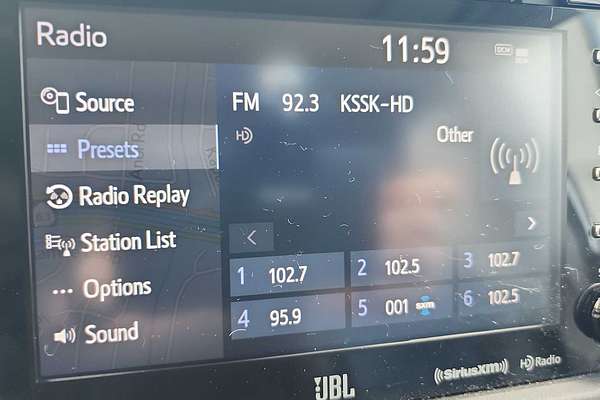 Radio
11:59
DCM
Source
FM 92.3 KSSK-HD
HD
Other
Presets
Radio Replay
Station List
Options
Sound
1 102.7
2 102.5
3 102.7
4 95.9
5 001 sxm
6 102.5
JBL
((SiriusXM))
HD Radio